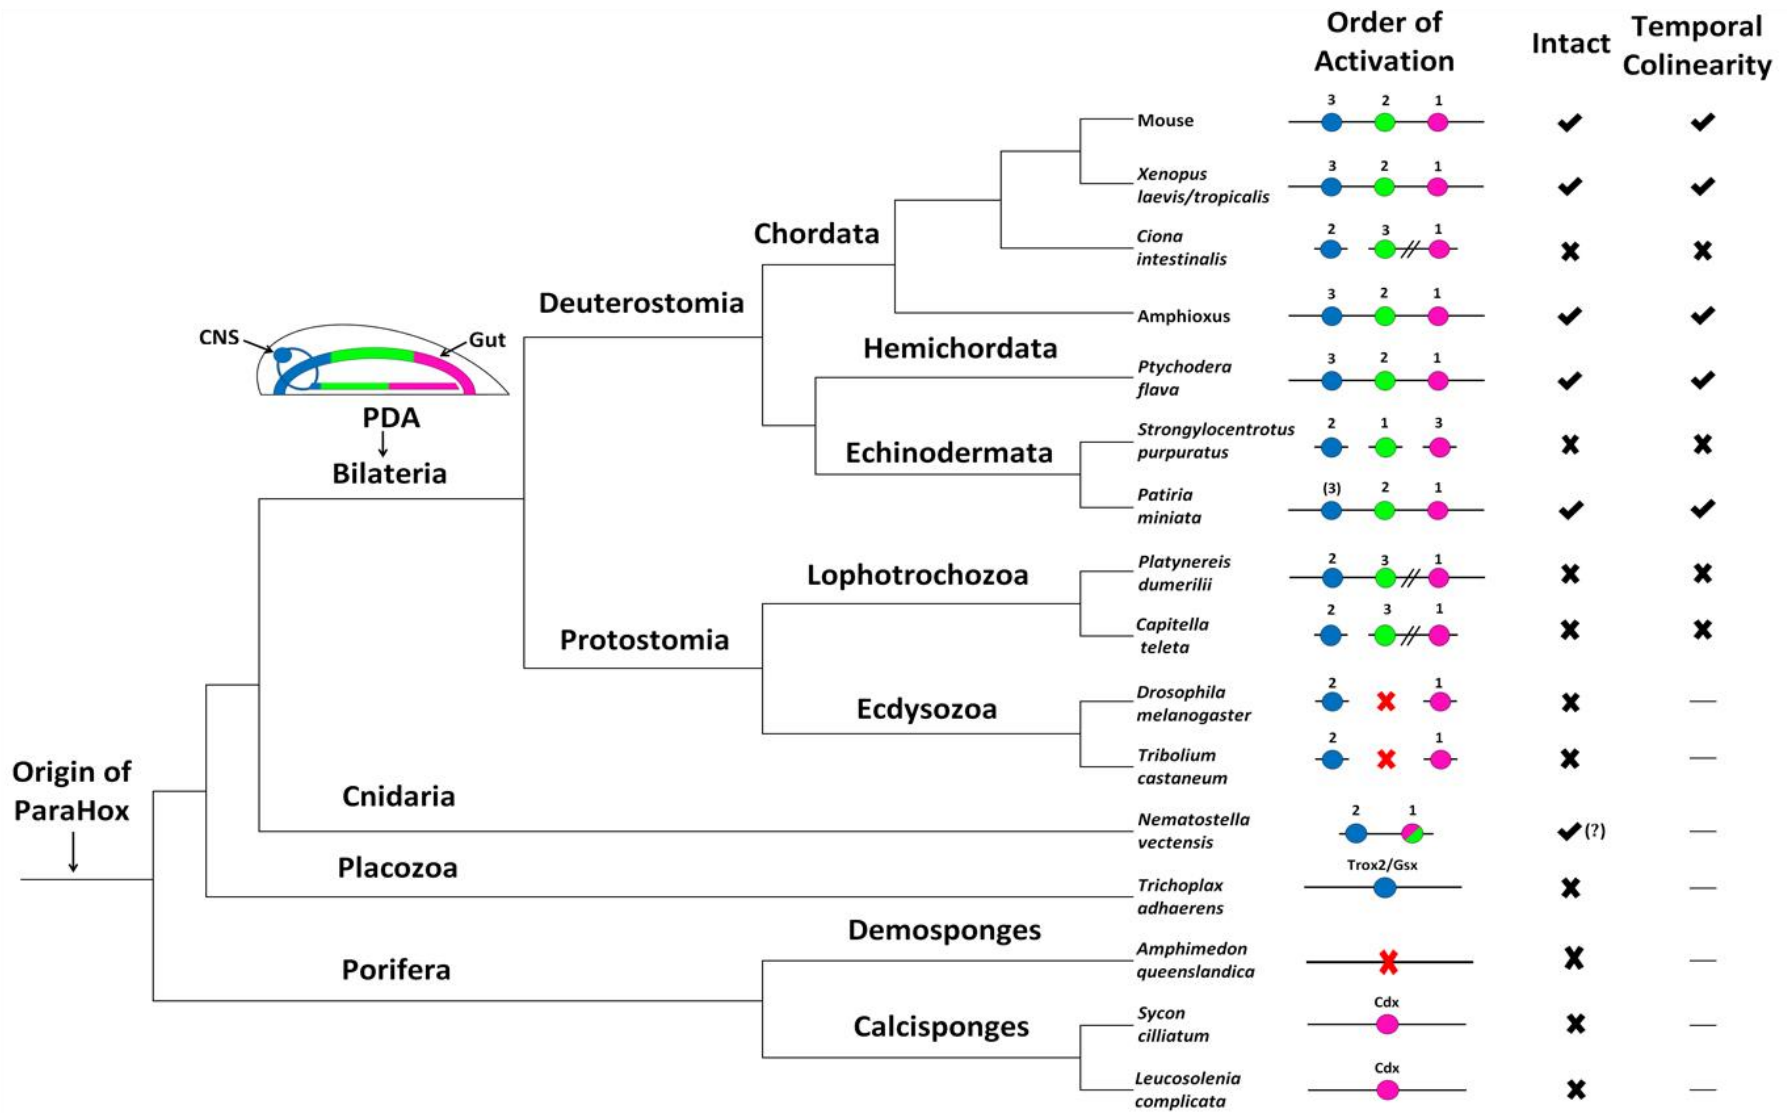 Order of
Activation
Intact
Temporal
Colinearity
3 2 1
Mouse
3 2 1
Xenopus
laevis/tropicalis
Chordata
2 3 1
Ciona
intestinalis
Deuterostomia
3 2 1
Amphioxus
CNS
Gut
Hemichordata
3 2 1
Ptychodera
flava
PDA
Bilateria
2 1 3
Strongylocentrotus
purpuratus
Echinodermata
(3) 2 1
Patiria
miniata
Lophotrochozoa
2 3 1
Platynereis
dumerilii
Protostomia
2 3 1
Capitella
teleta
Ecdysozoa
2 1
Drosophila
melanogaster
2 1
Tribolium
castaneum
Origin of
ParaHox
Cnidaria
2 1
Nematostella
vectensis
(?)
Placozoa
Trox2/Gsx
Trichoplax
adhaerens
Demosponges
Amphimedon
queenslandica
Porifera
Cdx
Sycon
cilliatum
Calcisponges
Cdx
Leucosolenia
complicata